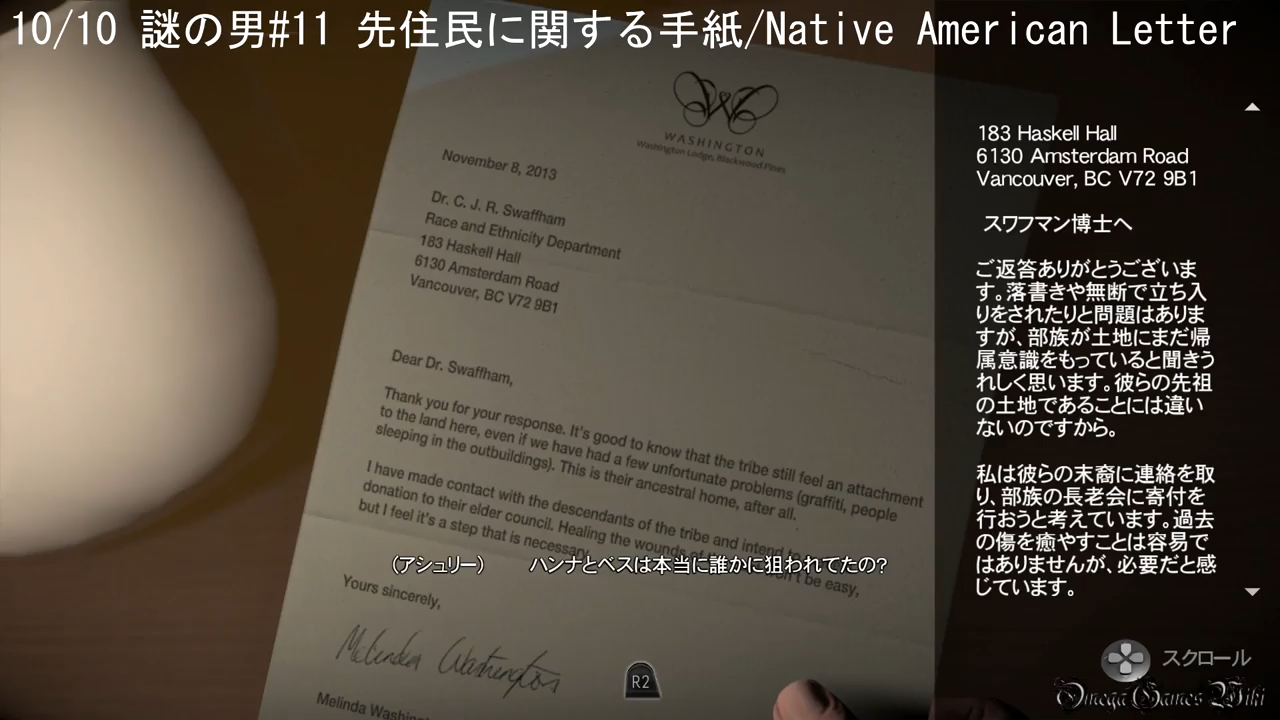 10/10 謎の男#11 先住民に関する手紙/Native American Letter
W
WASHINGTON
Washington Lodge, Blackwood Pines
November 8, 2013
Dr. C. J. R. Swaffham
Race and Ethnicity Department
183 Haskell Hall
6130 Amsterdam Road
Vancouver, BC V72 9B1
Dear Dr. Swaffham,
Thank you for your response. It's good to know that the tribe still feel an attachment
to the land here, even if we have had a few unfortunate problems (graffiti, people
sleeping in the outbuildings). This is their ancestral home, after all.
I have made contact with the descendants of the tribe and intend to
donation to their elder council. Healing the wounds of won't be easy,
but I feel it's a step that is necessary.
Yours sincerely,
Melinda Washington
Melinda Washin
(アシュリー) ハンナとベスは本当に誰かに狙われてたの?
R2
183 Haskell Hall
6130 Amsterdam Road
Vancouver, BC V72 9B1
スワフマン博士へ
ご返答ありがとうございま
す。落書きや無断で立ち入
りをされたりと問題はありま
すが、部族が土地にまだ帰
属意識をもっていると聞きう
れしく思います。彼らの先祖
の土地であることには違い
ないのですから。
私は彼らの末裔に連絡を取
り、部族の長老会に寄付を
行おうと考えています。過去
の傷を癒やすことは容易で
はありませんが、必要だと感
じています。
スクロール
Omega Games Wiki